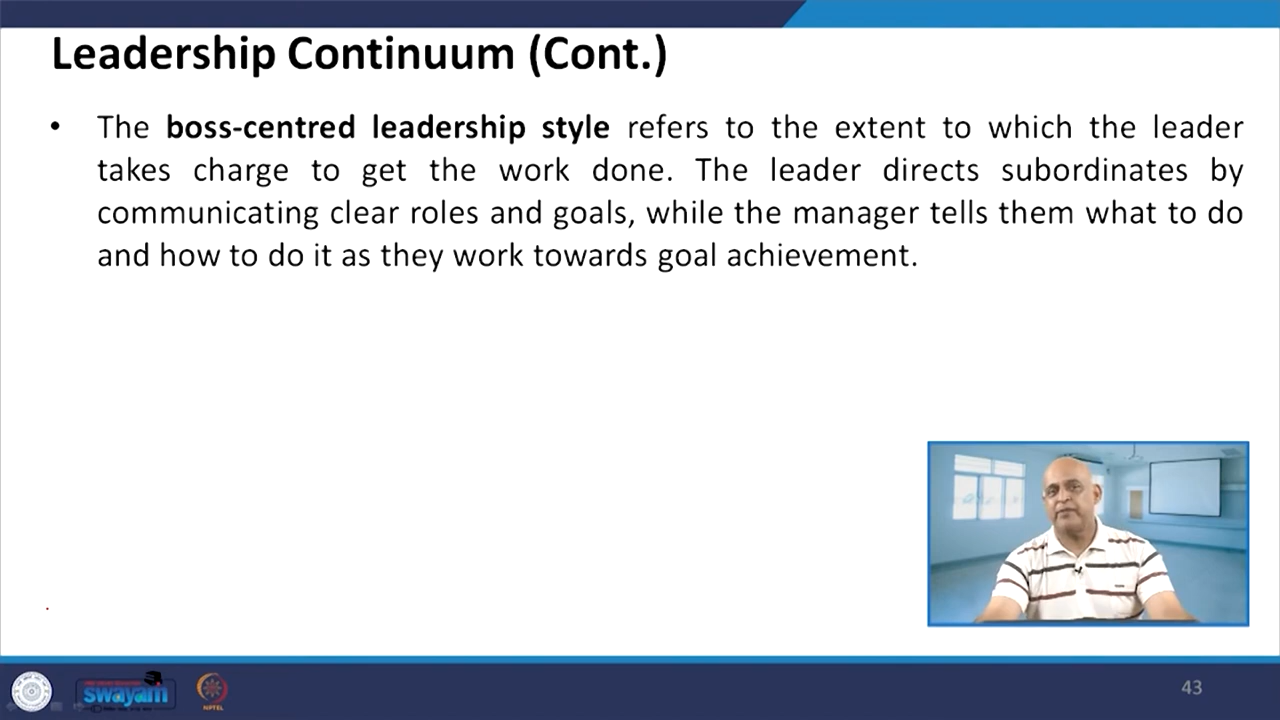 Leadership Continuum (Cont.)
• The boss-centred leadership style refers to the extent to which the leader
takes charge to get the work done. The leader directs subordinates by
communicating clear roles and goals, while the manager tells them what to do
and how to do it as they work towards goal achievement.
swayam
NPTEL
43